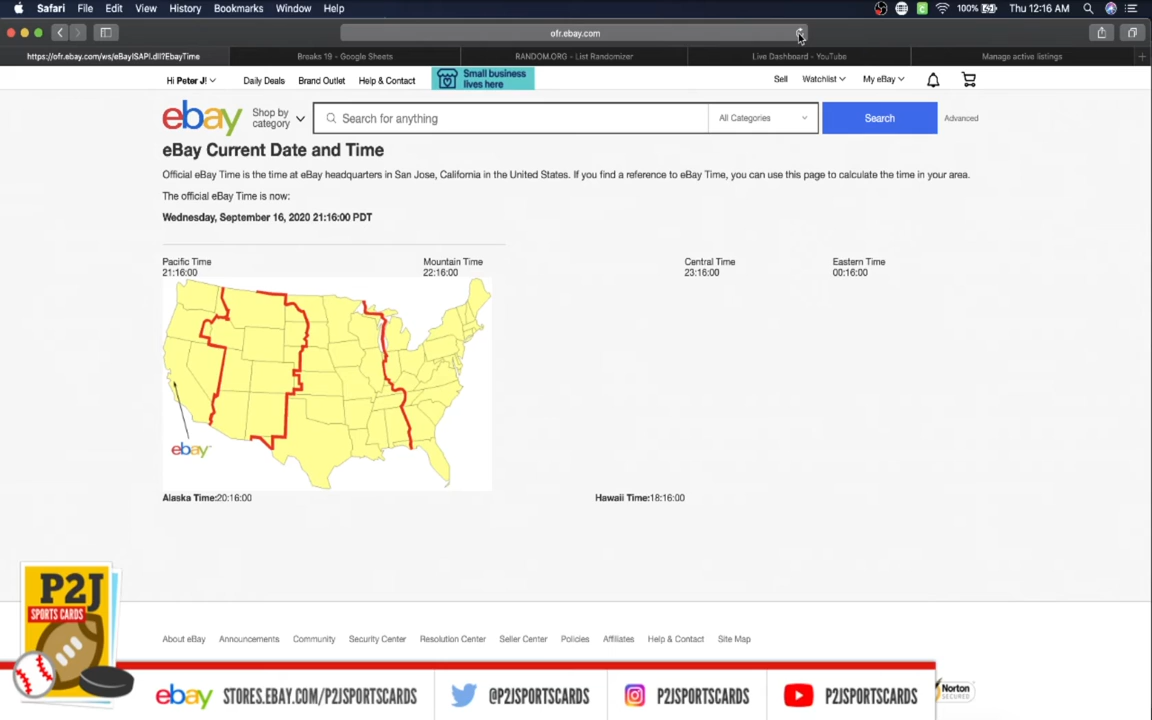 Safari File Edit View History Bookmarks Window Help
100% Thu 12:16 AM
ofr.ebay.com
https://ofr.ebay.com/ws/eBayISAPI.dll?EbayTime Breaks 19 - Google Sheets RANDOM.ORG - List Randomizer Live Dashboard - YouTube Manage active listings
Hi Peter J! Daily Deals Brand Outlet Help & Contact Small business lives here Sell Watchlist My eBay
ebay Shop by category Search for anything All Categories Search Advanced
eBay Current Date and Time
Official eBay Time is the time at eBay headquarters in San Jose, California in the United States. If you find a reference to eBay Time, you can use this page to calculate the time in your area.
The official eBay Time is now:
Wednesday, September 16, 2020 21:16:00 PDT
Pacific Time Mountain Time Central Time Eastern Time
21:16:00 22:16:00 23:16:00 00:16:00
ebay
Alaska Time:20:16:00 Hawaii Time:18:16:00
P2J
SPORTS CARDS
About eBay Announcements Community Security Center Resolution Center Seller Center Policies Affiliates Help & Contact Site Map
ebay STORES.EBAY.COM/P2JSPORTSCARDS @P2JSPORTSCARDS P2JSPORTSCARDS P2JSPORTSCARDS
Norton
SECURED